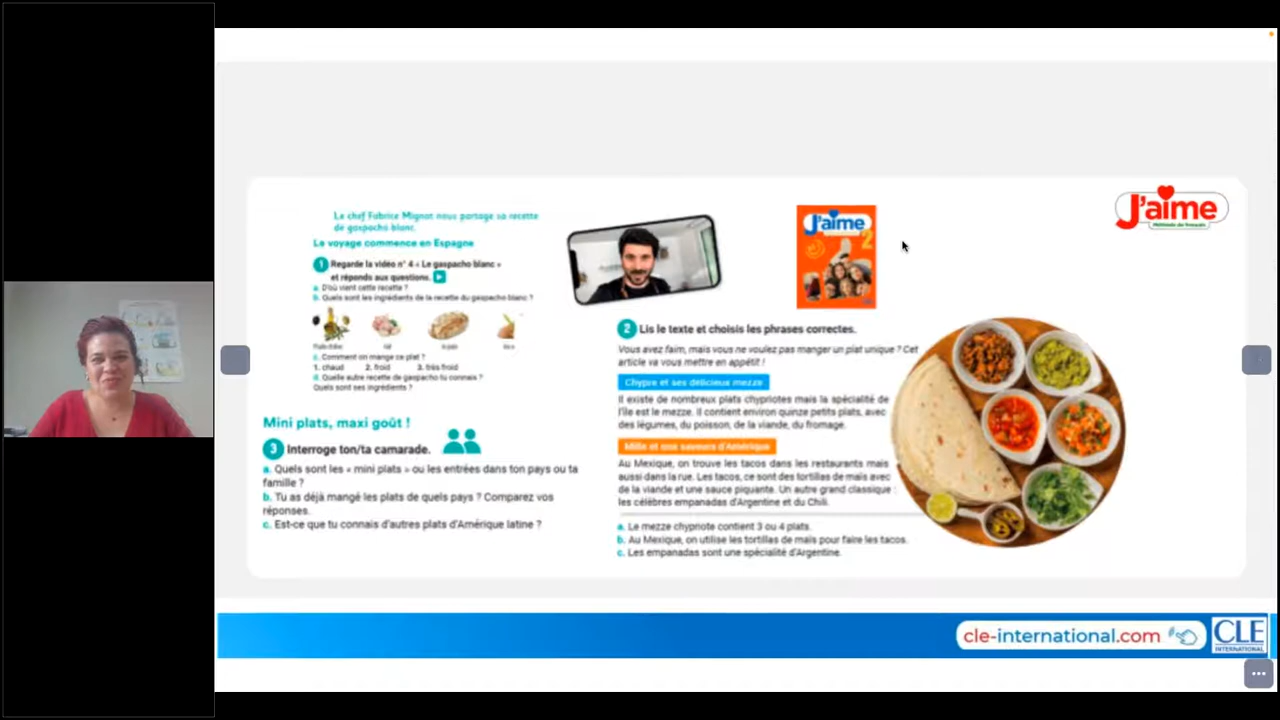 Le chef Fabrice Mignot nous partage sa recette
de gaspacho blanc.
Le voyage commence en Espagne
1 Regarde la vidéo n° 4 « Le gaspacho blanc »
et réponds aux questions.
a. D'où vient cette recette ?
b. Quels sont les ingrédients de la recette du gaspacho blanc ?
c. Comment on mange ce plat ?
1. chaud 2. froid 3. très froid
d. Quelle autre recette de gaspacho tu connais ?
Quels sont ses ingrédients ?
Mini plats, maxi goût !
3 Interroge ton/ta camarade.
a. Quels sont les « mini plats » ou les entrées dans ton pays ou ta
famille ?
b. Tu as déjà mangé les plats de quels pays ? Comparez vos
réponses.
c. Est-ce que tu connais d'autres plats d'Amérique latine ?
J'aime
2
2 Lis le texte et choisis les phrases correctes.
Vous avez faim, mais vous ne voulez pas manger un plat unique ? Cet
article va vous mettre en appétit !
Chypre et ses délicieux mezze
Il existe de nombreux plats chypriotes mais la spécialité de
l'île est le mezze. Il contient environ quinze petits plats, avec
des légumes, du poisson, de la viande, du fromage.
Mille et une saveurs d'Amérique
Au Mexique, on trouve les tacos dans les restaurants mais
aussi dans la rue. Les tacos, ce sont des tortillas de maïs avec
de la viande et une sauce piquante. Un autre grand classique :
les célèbres empanadas d'Argentine et du Chili.
a. Le mezze chypriote contient 3 ou 4 plats.
b. Au Mexique, on utilise les tortillas de maïs pour faire les tacos.
c. Les empanadas sont une spécialité d'Argentine.
J'aime
Méthode de français
cle-international.com
CLE
INTERNATIONAL